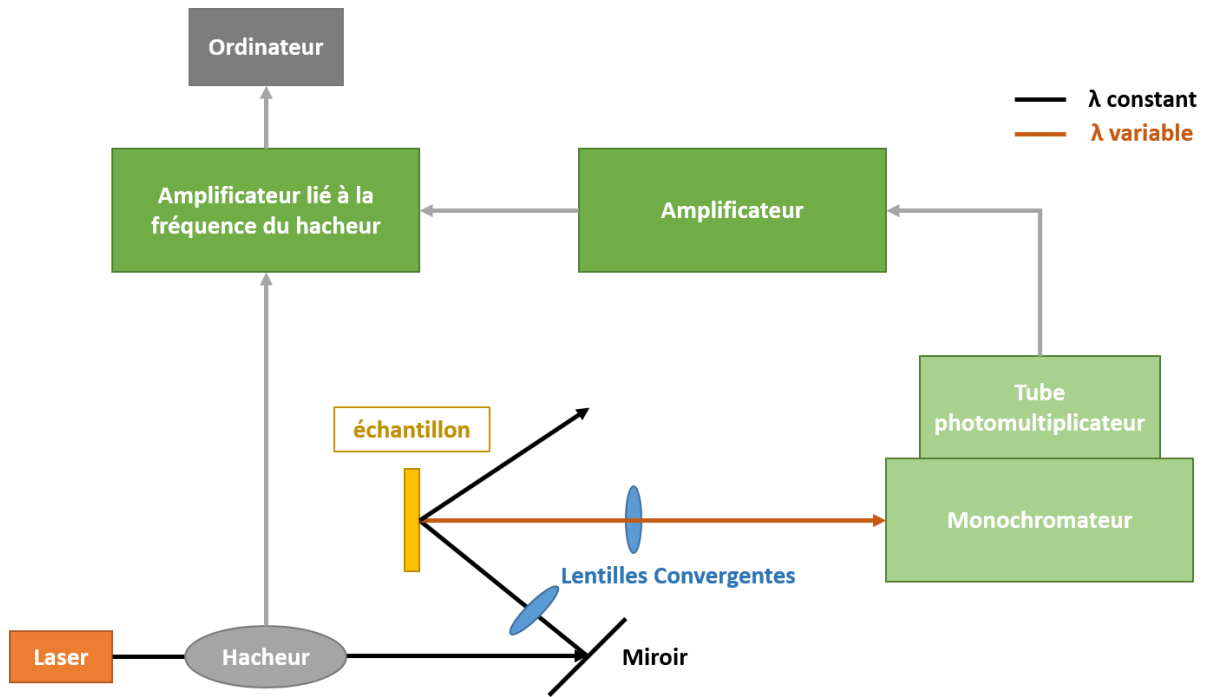 Ordinateur
λ constant
λ variable
Amplificateur lié à la
fréquence du hacheur
Amplificateur
Tube
photomultiplicateur
échantillon
Monochromateur
Lentilles Convergentes
Laser
Hacheur
Miroir